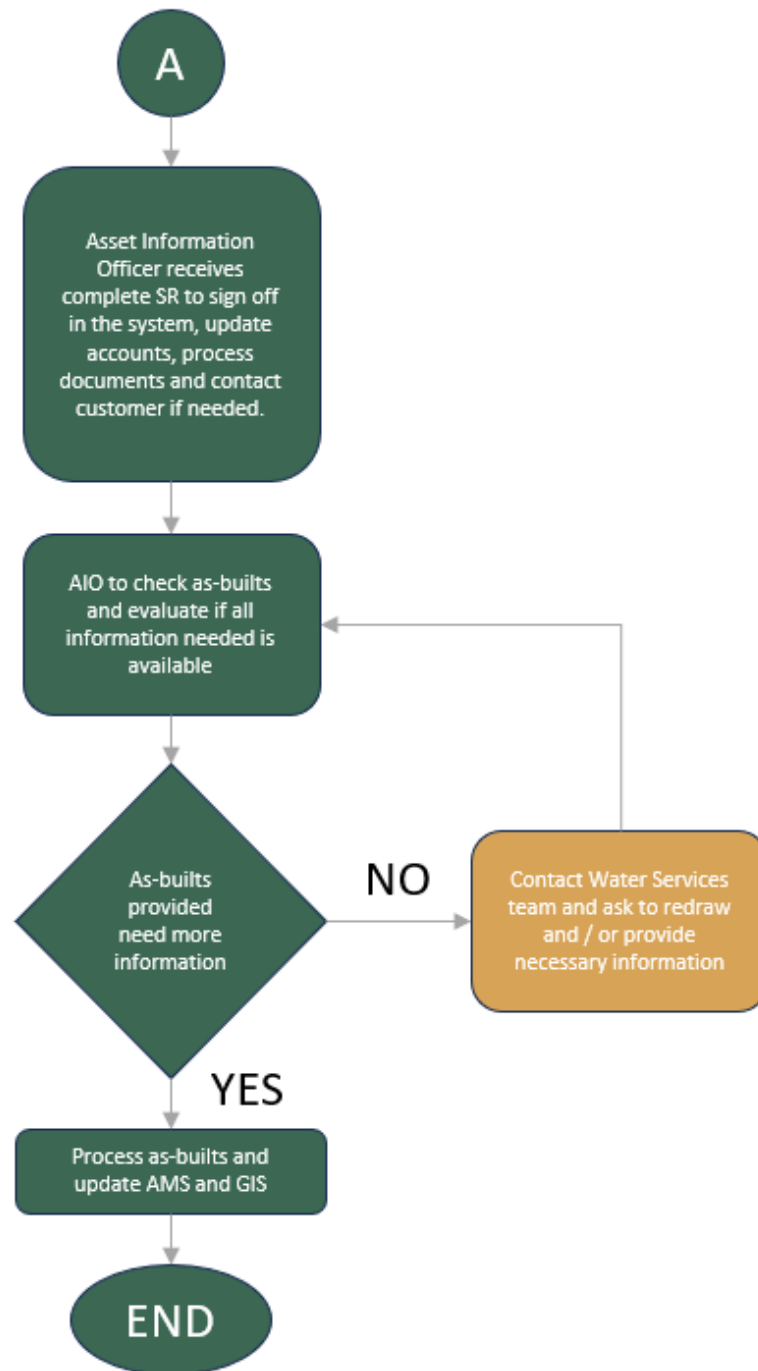 A
Asset Information
Officer receives
complete SR to sign off
in the system, update
accounts, process
documents and contact
customer if needed.
AIO to check as-builts
and evaluate if all
information needed is
available
As-builts
provided
need more
information
NO
Contact Water Services
team and ask to redraw
and / or provide
necessary information
YES
Process as-builts and
update AMS and GIS
END